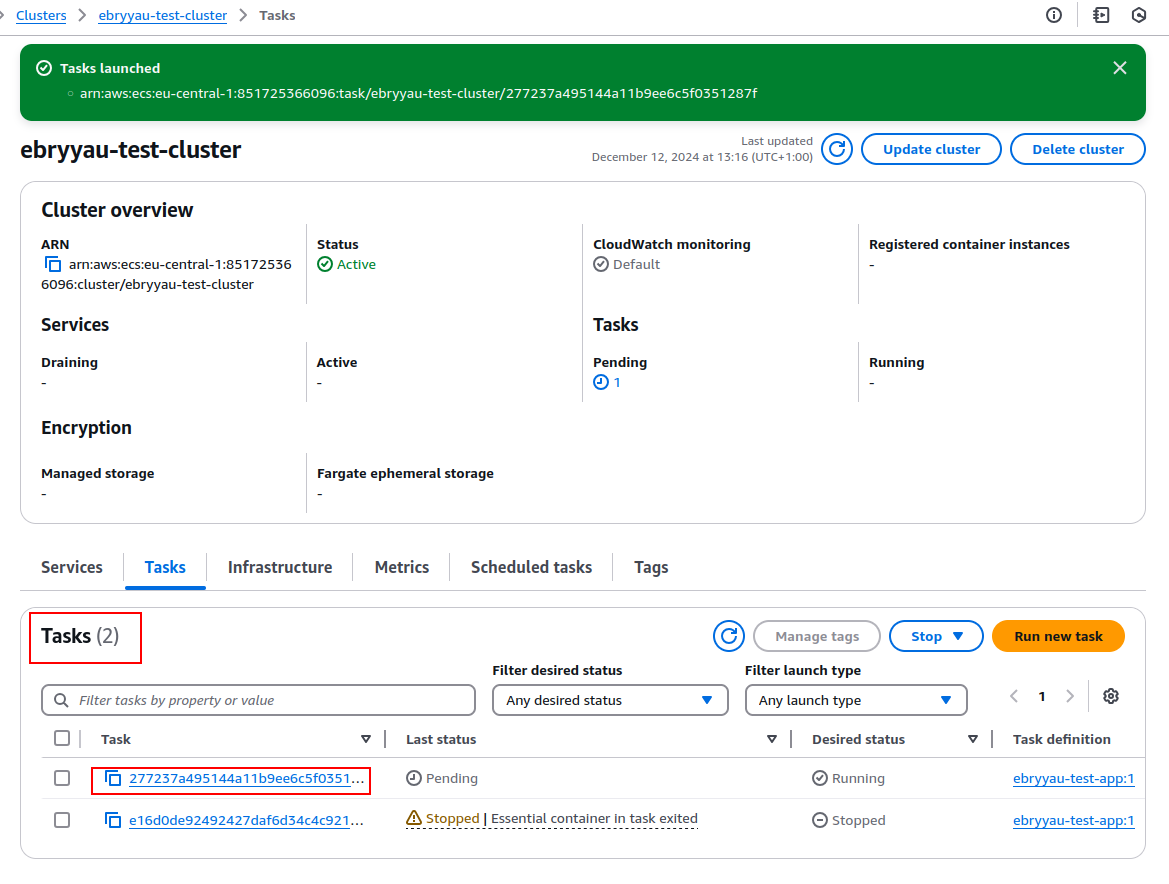 Clusters ebryyau-test-cluster Tasks
Tasks launched
arn:aws:ecs:eu-central-1:851725366096:task/ebryyau-test-cluster/277237a495144a11b9ee6c5f0351287f
ebryyau-test-cluster
Last updated
December 12, 2024 at 13:16 (UTC+1:00)
Update cluster
Delete cluster
Cluster overview
ARN
arn:aws:ecs:eu-central-1:85172536
6096:cluster/ebryyau-test-cluster
Status
Active
CloudWatch monitoring
Default
Registered container instances
-
Services
Tasks
Draining
-
Active
-
Pending
1
Running
-
Encryption
Managed storage
-
Fargate ephemeral storage
-
Services Tasks Infrastructure Metrics Scheduled tasks Tags
Tasks (2)
Manage tags
Stop
Run new task
Filter tasks by property or value
Filter desired status
Any desired status
Filter launch type
Any launch type
1
Task Last status Desired status Task definition
277237a495144a11b9ee6c5f0351... Pending Running ebryyau-test-app:1
e16d0de92492427daf6d34c4c921... Stopped | Essential container in task exited Stopped ebryyau-test-app:1